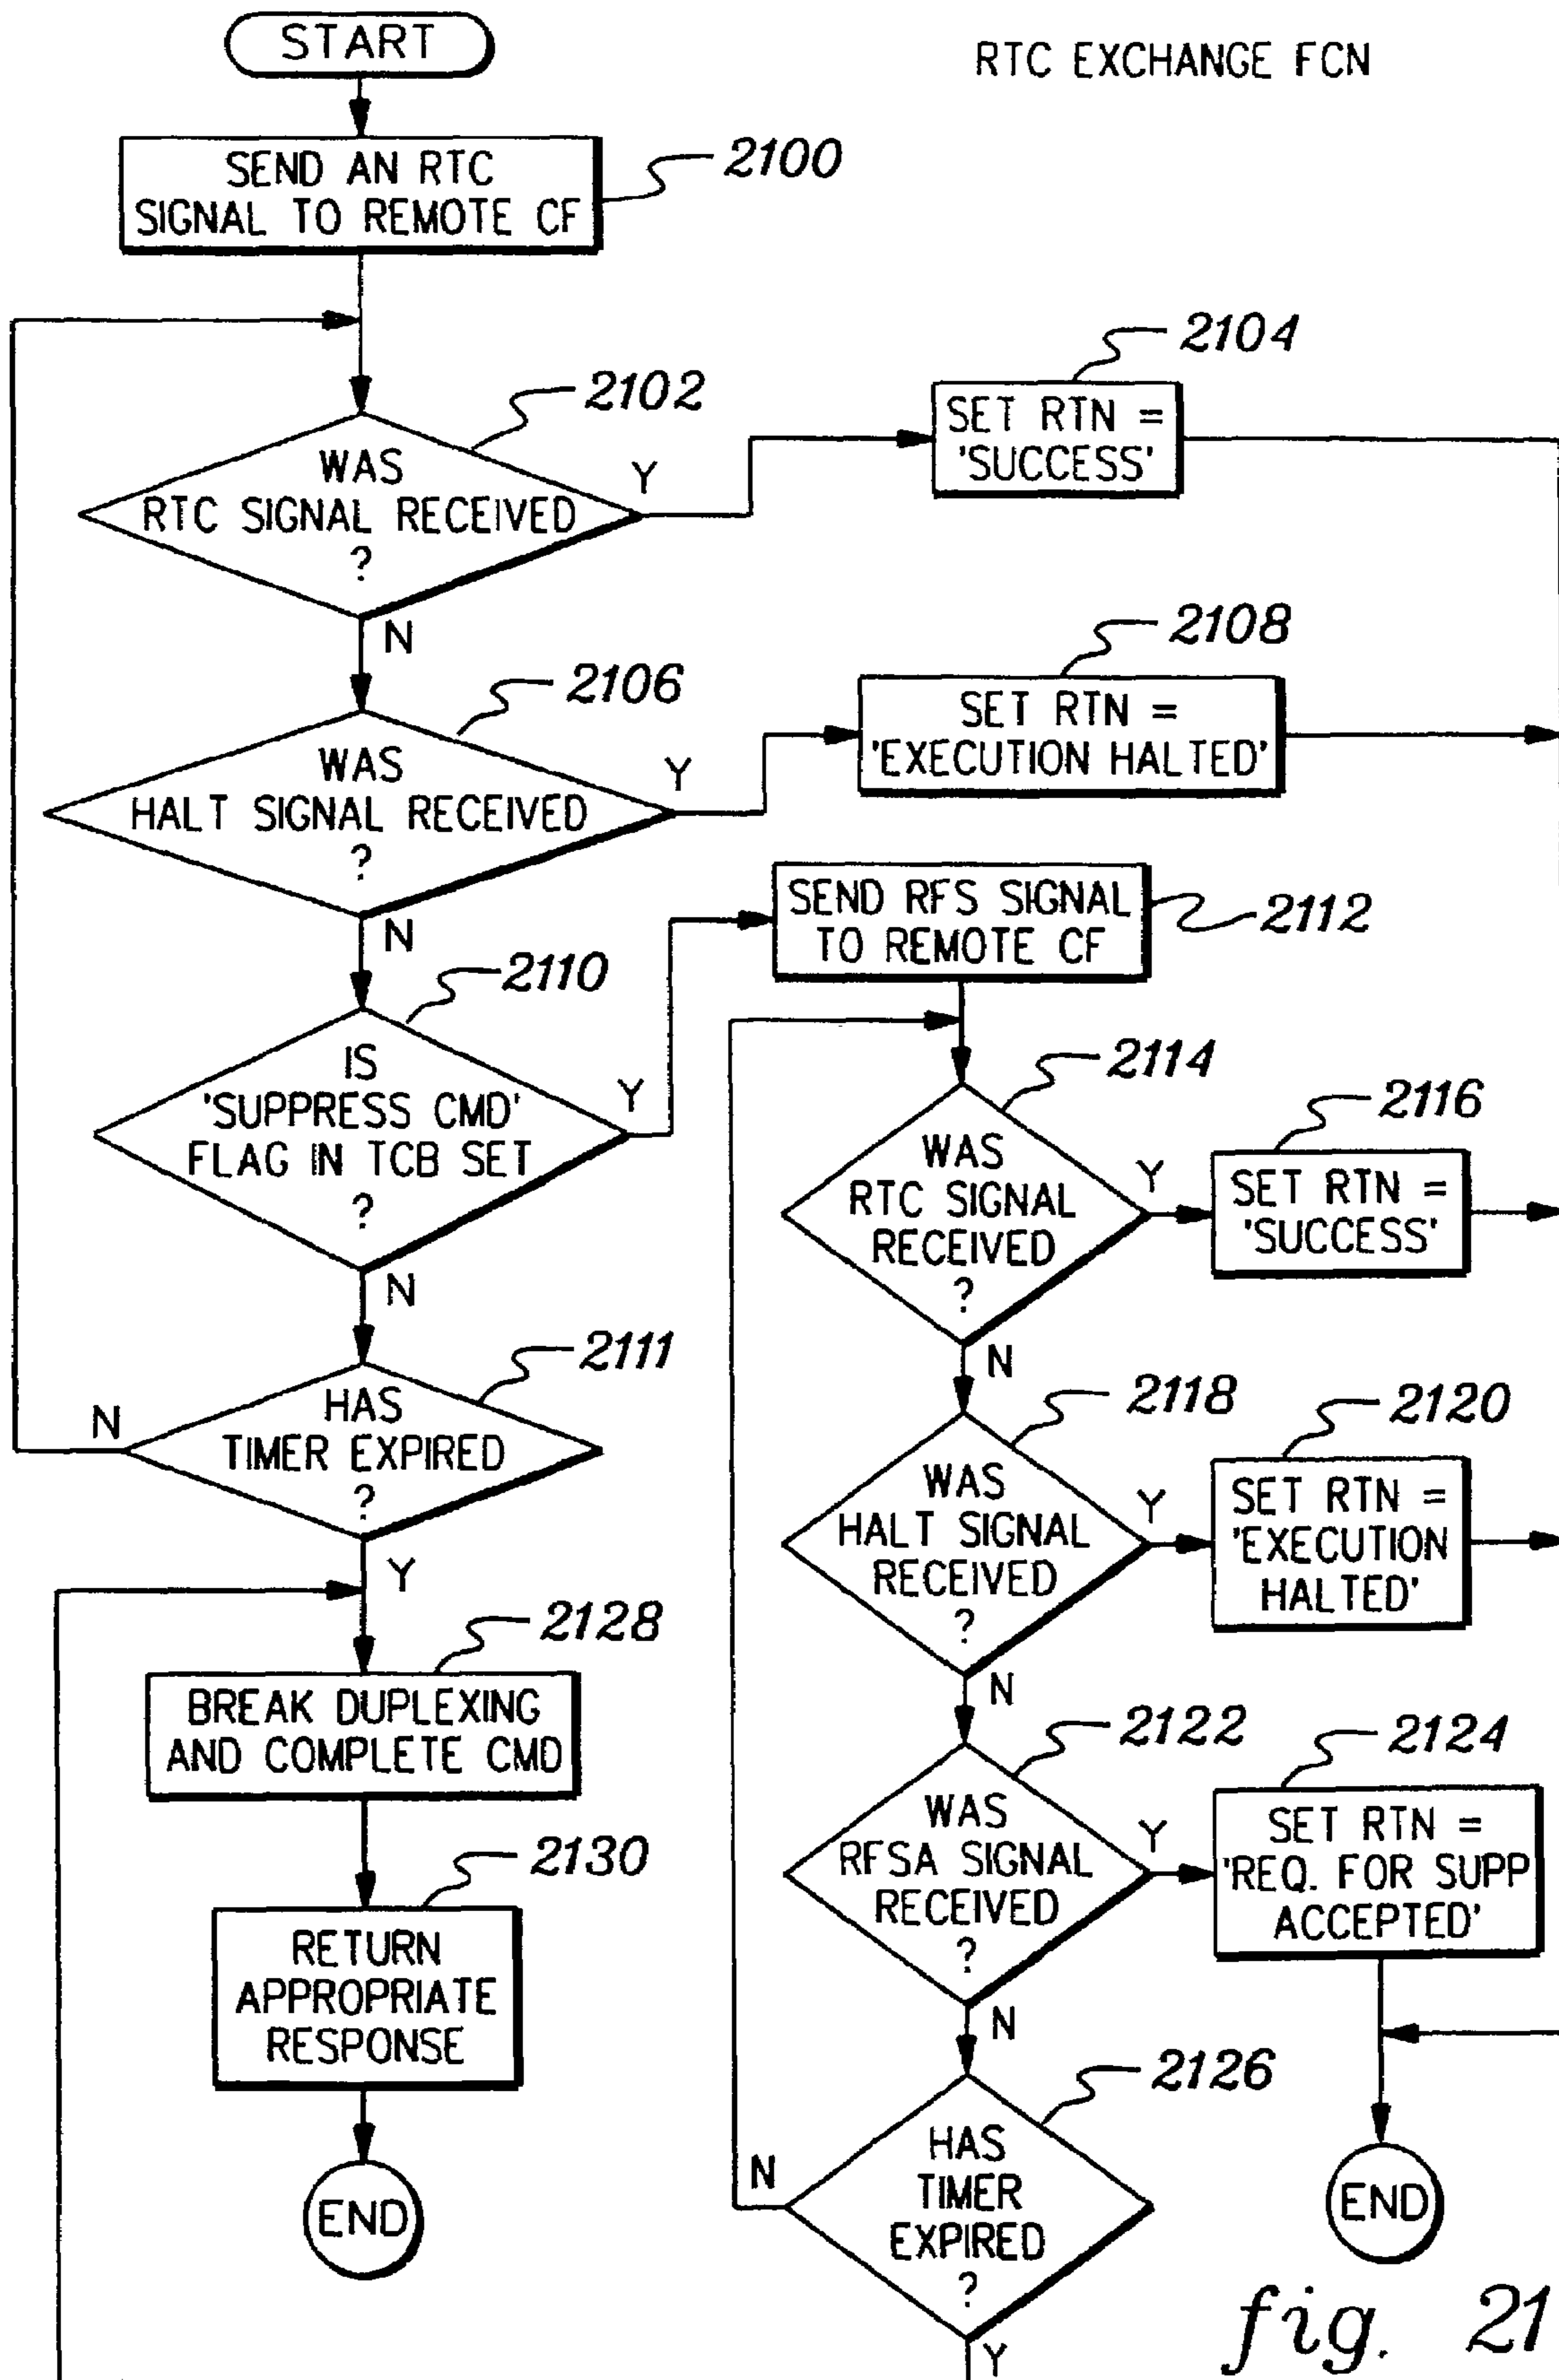 START
RTC EXCHANGE FCN
SEND AN RTC
SIGNAL TO REMOTE CF
2100
2102
WAS
RTC SIGNAL RECEIVED
?
Y
N
2104
SET RTN =
'SUCCESS'
2106
WAS
HALT SIGNAL RECEIVED
?
Y
N
2108
SET RTN =
'EXECUTION HALTED'
2110
IS
'SUPPRESS CMD'
FLAG IN TCB SET
?
Y
N
SEND RFS SIGNAL
TO REMOTE CF
2112
2111
HAS
TIMER EXPIRED
?
N
Y
2114
WAS
RTC SIGNAL
RECEIVED
?
Y
N
2116
SET RTN =
'SUCCESS'
2118
WAS
HALT SIGNAL
RECEIVED
?
Y
N
2120
SET RTN =
'EXECUTION
HALTED'
2128
BREAK DUPLEXING
AND COMPLETE CMD
2122
WAS
RFSA SIGNAL
RECEIVED
?
Y
N
2124
SET RTN =
'REQ. FOR SUPP
ACCEPTED'
2130
RETURN
APPROPRIATE
RESPONSE
END
2126
HAS
TIMER
EXPIRED
?
N
Y
END
fig. 21